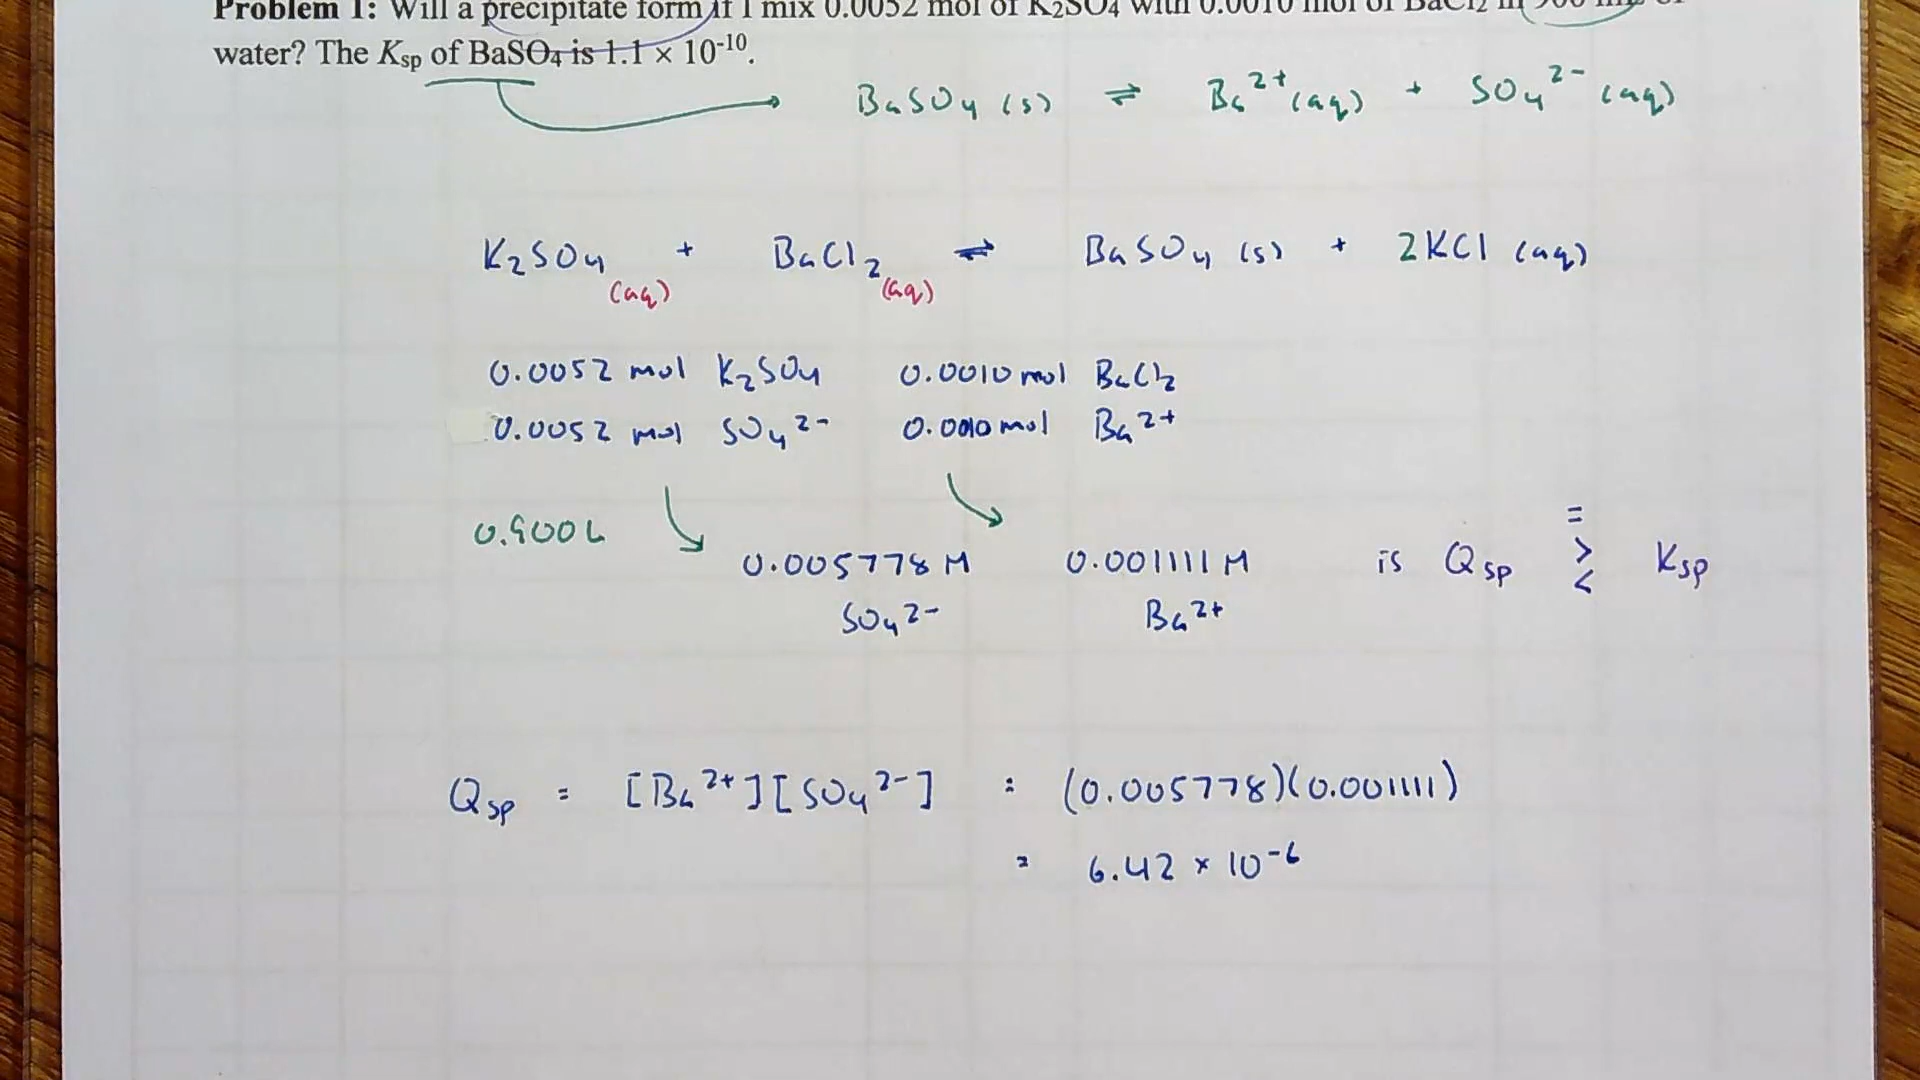 Problem 1: Will a precipitate form if I mix 0.0052 mol of K₂SO₄ with 0.0010 mol of BaCl₂ in 900 mL of
water? The Ksp of BaSO₄ is 1.1 × 10⁻¹⁰.
BaSO₄ (s) ⇌ Ba²⁺ (aq) + SO₄²⁻ (aq)
K₂SO₄ (aq) + BaCl₂ (aq) ⇌ BaSO₄ (s) + 2KCl (aq)
0.0052 mol K₂SO₄ 0.0010 mol BaCl₂
0.0052 mol SO₄²⁻ 0.0010 mol Ba²⁺
0.900L
0.005778 M 0.001111 M is Qsp = > < Ksp
SO₄²⁻ Ba²⁺
Qsp = [Ba²⁺][SO₄²⁻] = (0.005778)(0.001111)
= 6.42 × 10⁻⁶